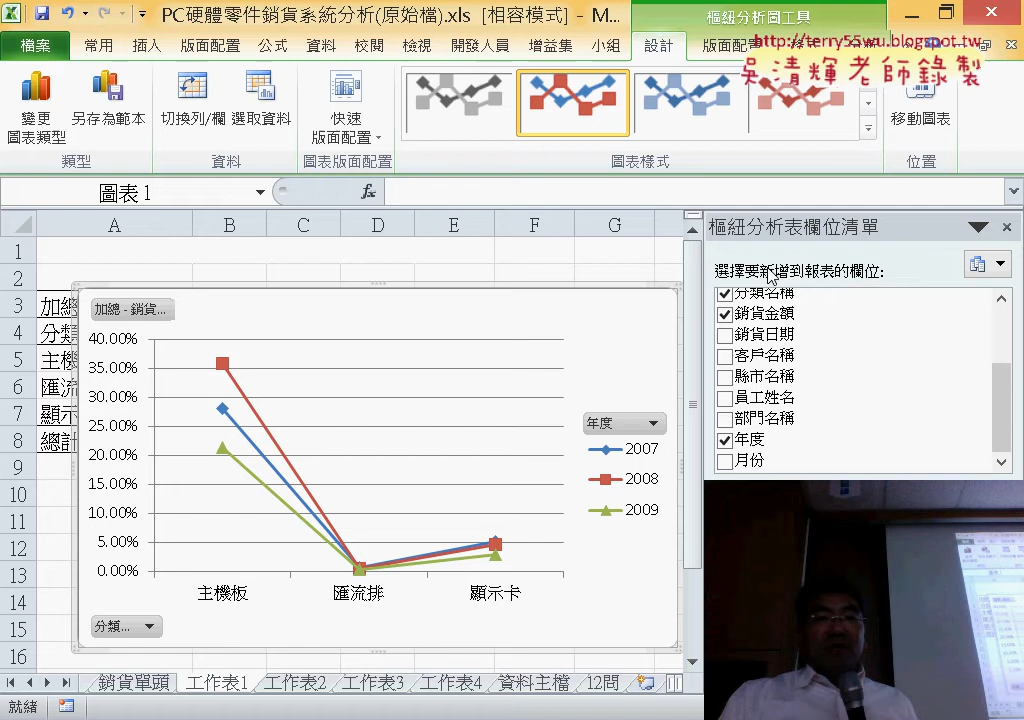 PC硬體零件銷貨系統分析(原始檔).xls [相容模式] - M...
樞紐分析圖工具
檔案 常用 插入 版面配置 公式 資料 校閱 檢視 開發人員 增益集 小組 設計 版面配
http://terry55wu.blogspot.tw
吳清輝老師錄製
變更
圖表類型
另存為範本
切換列/欄 選取資料
快速
版面配置
移動圖表
類型 資料 圖表版面配置 圖表樣式 位置
圖表 1
fx
A B C D E F G
樞紐分析表欄位清單
選擇要新增到報表的欄位:
分類名稱
銷貨金額
銷貨日期
客戶名稱
縣市名稱
員工姓名
部門名稱
年度
月份
1
2
3 加總
4 分類
5 主機
6 匯流
7 顯示
8 總計
9
10
11
12
13
14
15
16
加總 - 銷貨...
40.00%
35.00%
30.00%
25.00%
20.00%
15.00%
10.00%
5.00%
0.00%
主機板 匯流排 顯示卡
年度
2007
2008
2009
分類...
銷貨單頭 工作表1 工作表2 工作表3 工作表4 資料主檔 12問
就緒